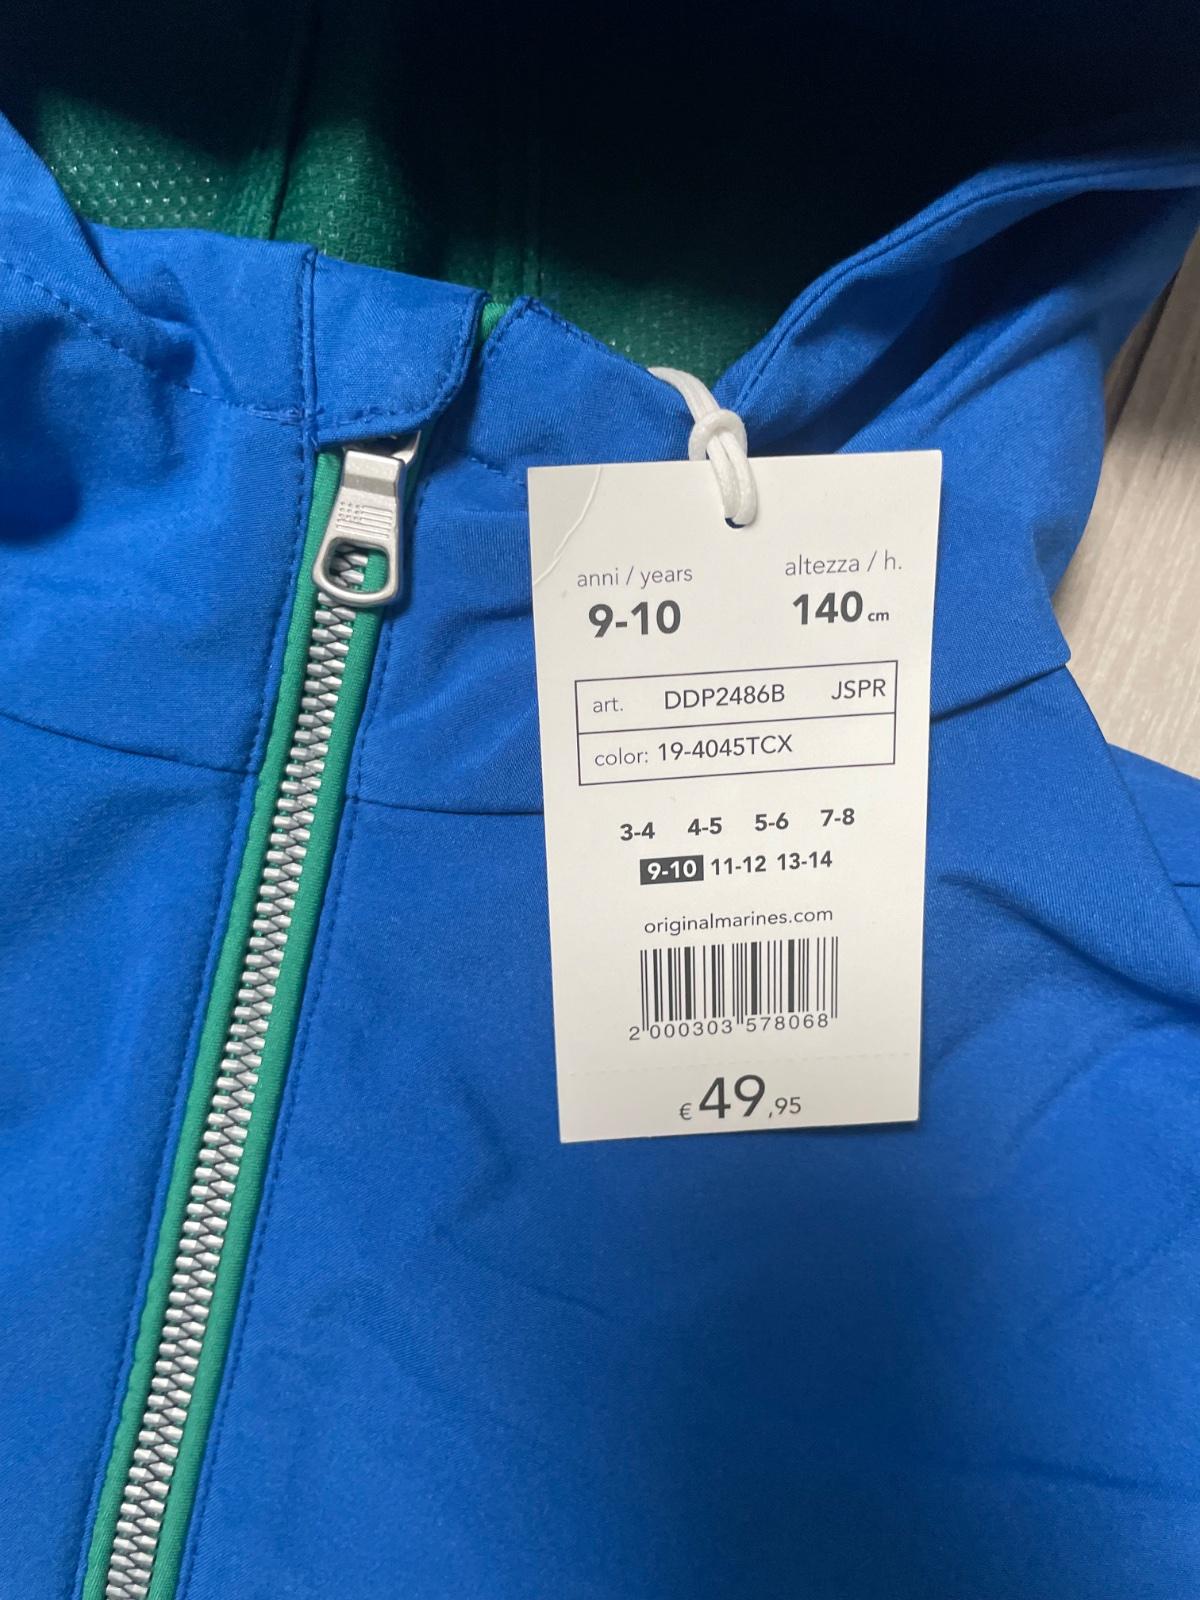 anni / years altezza / h.
9-10 140 cm
art. DDP2486B JSPR
color: 19-4045TCX
3-4 4-5 5-6 7-8
9-10 11-12 13-14
originalmarines.com
2 000303 578068
€ 49,95